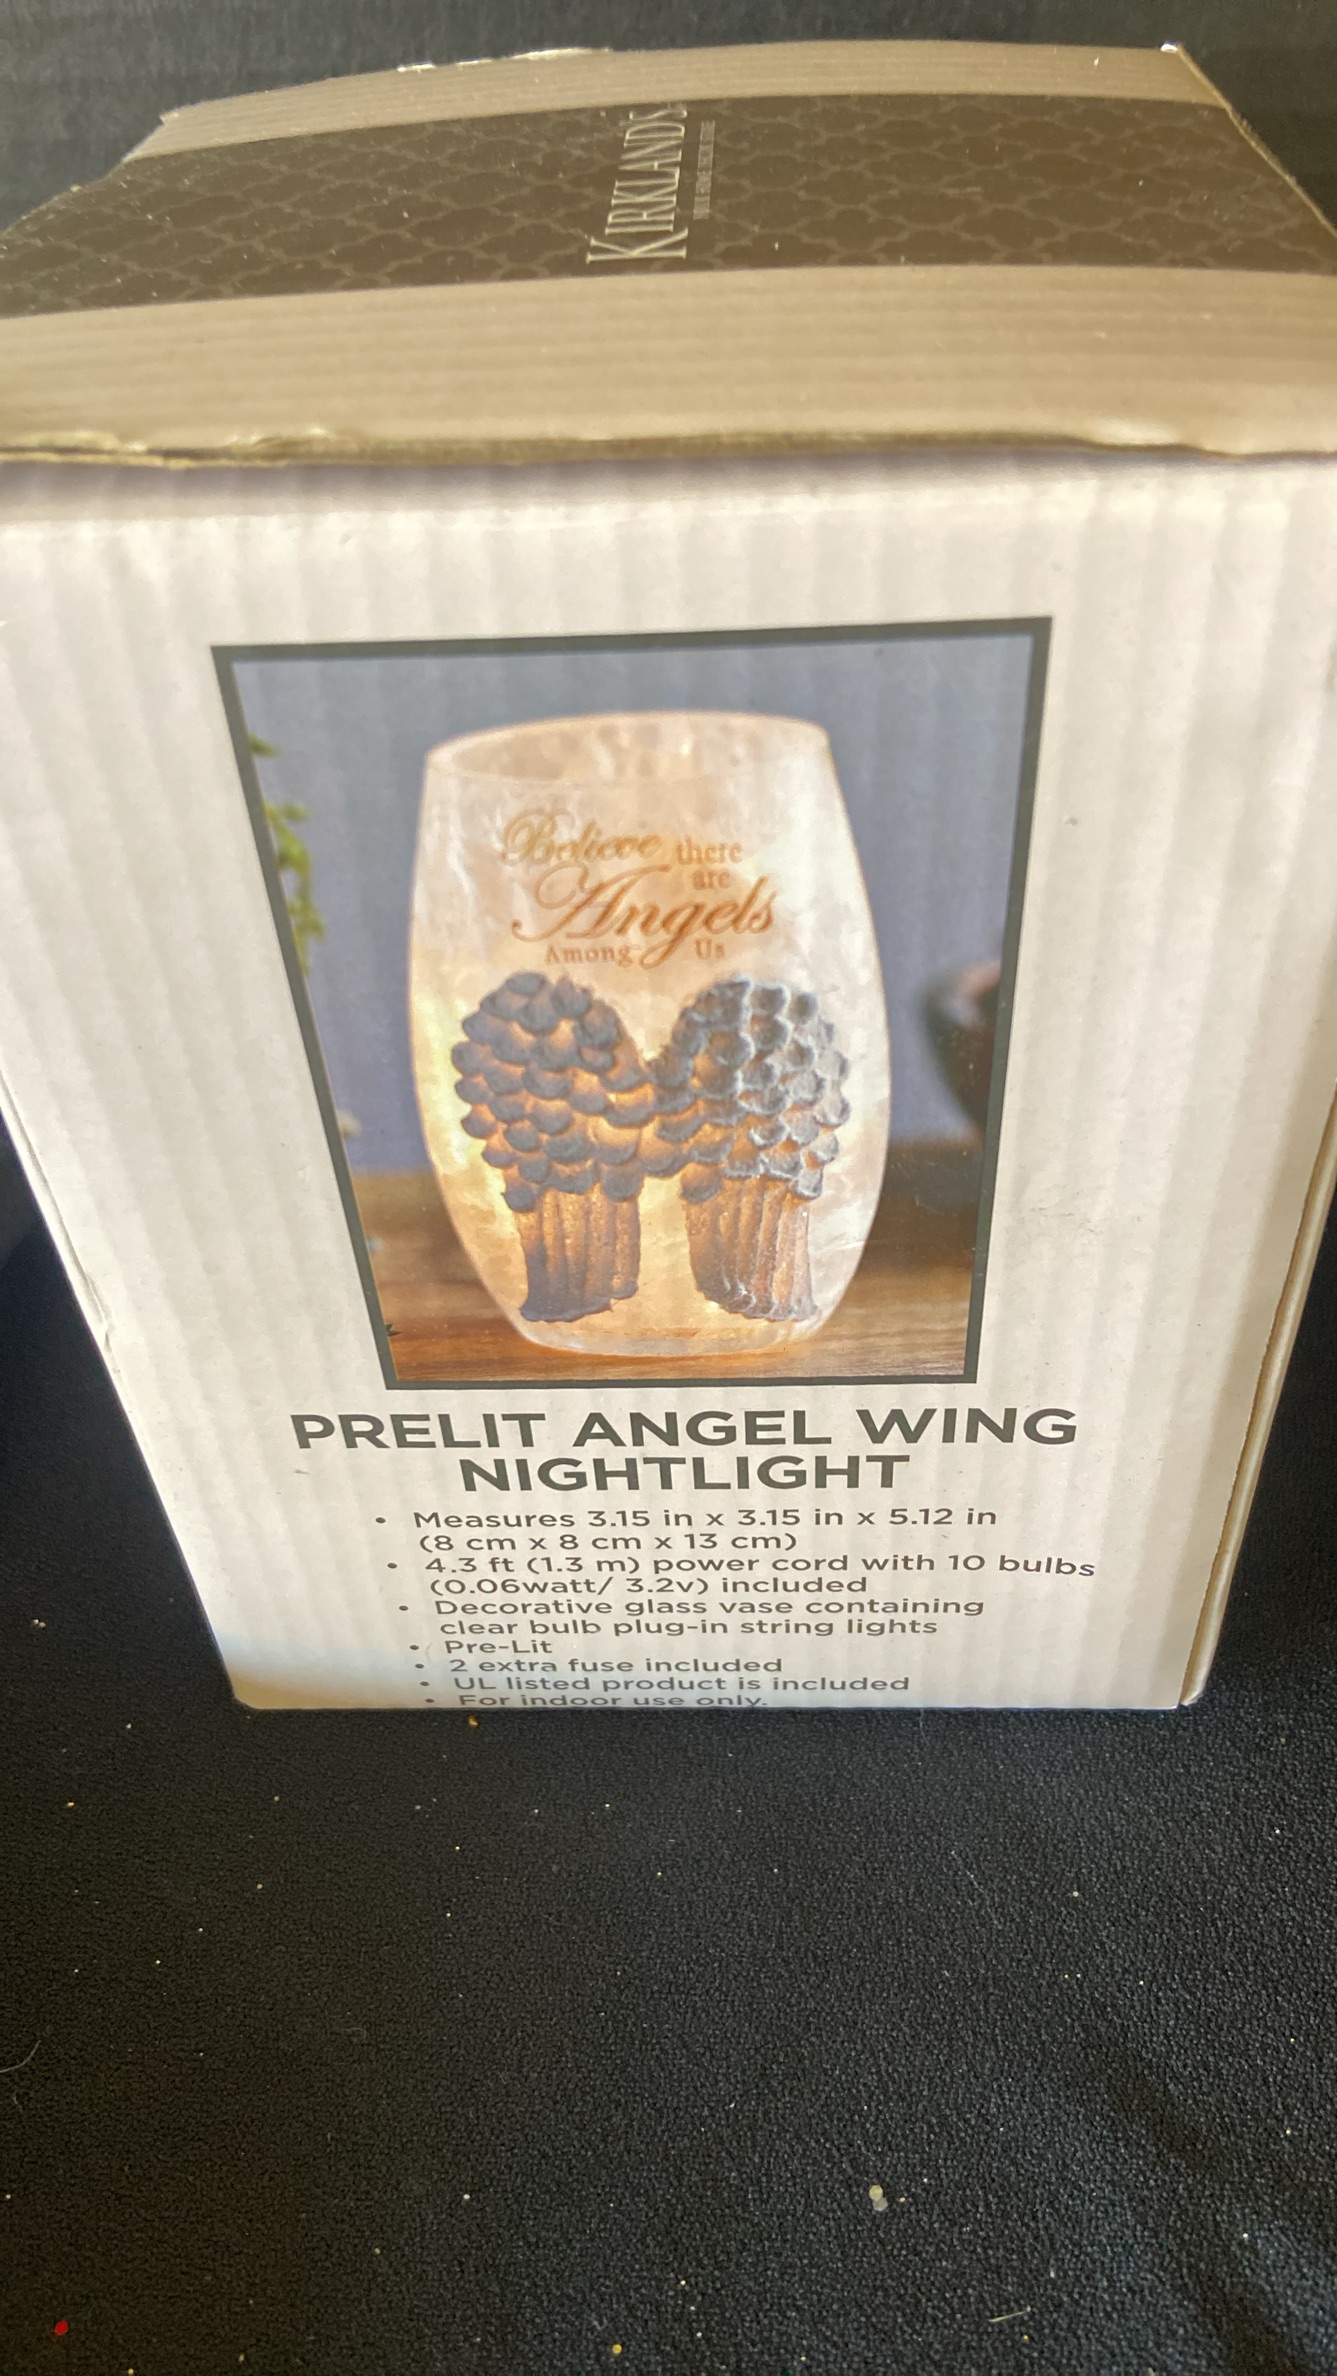 KIRKLAND'S
Believe there
are
Angels
Among Us
PRELIT ANGEL WING
NIGHTLIGHT
• Measures 3.15 in x 3.15 in x 5.12 in
(8 cm x 8 cm x 13 cm)
• 4.3 ft (1.3 m) power cord with 10 bulbs
(0.06watt/ 3.2v) included
• Decorative glass vase containing
clear bulb plug-in string lights
• Pre-Lit
• 2 extra fuse included
• UL listed product is included
• For indoor use only.